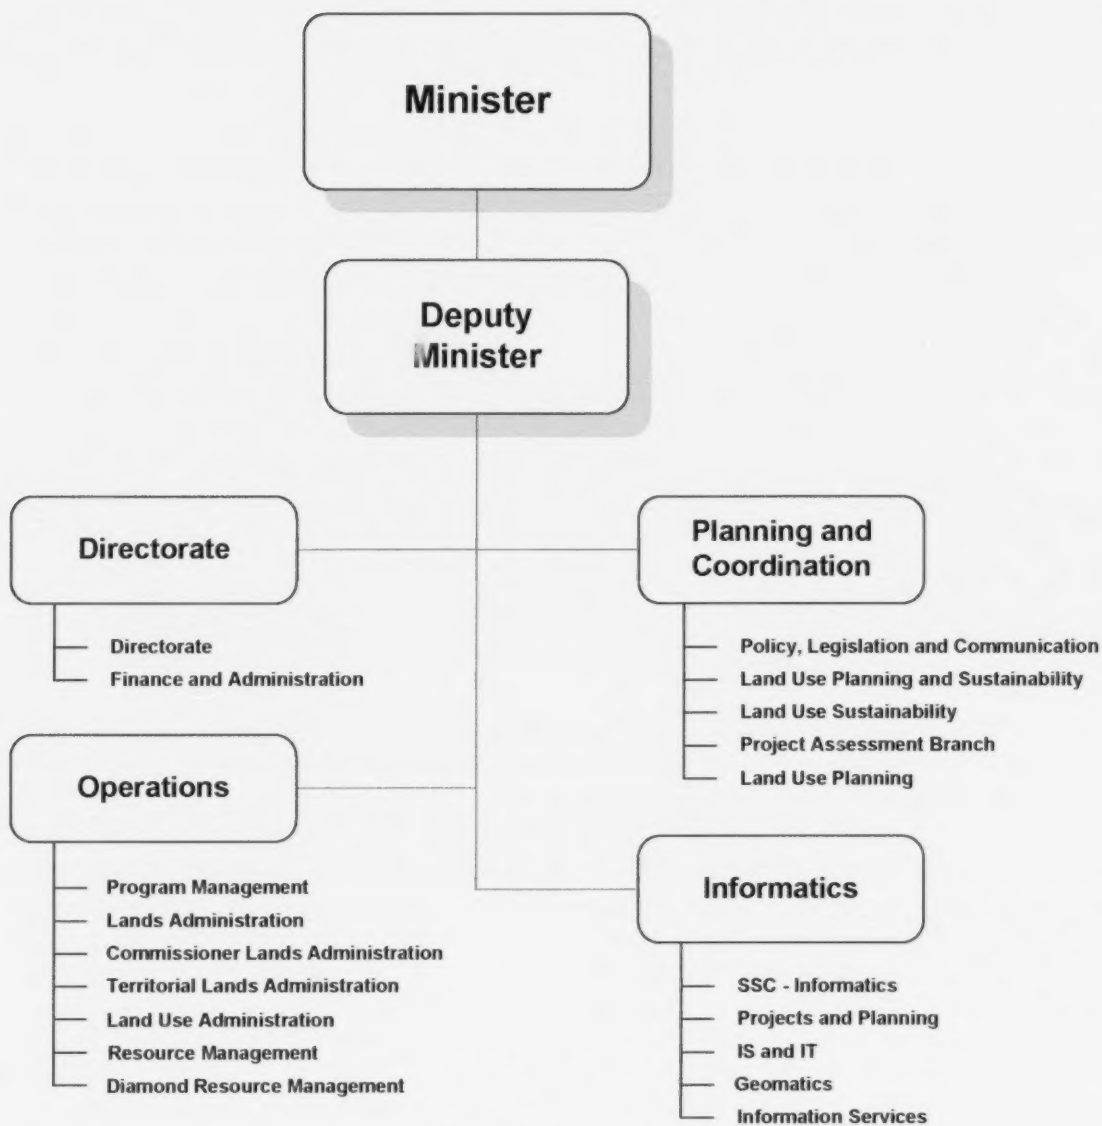 Minister
Deputy
Minister
Directorate
Directorate
Finance and Administration
Planning and
Coordination
Policy, Legislation and Communication
Land Use Planning and Sustainability
Land Use Sustainability
Project Assessment Branch
Land Use Planning
Operations
Program Management
Lands Administration
Commissioner Lands Administration
Territorial Lands Administration
Land Use Administration
Resource Management
Diamond Resource Management
Informatics
SSC - Informatics
Projects and Planning
IS and IT
Geomatics
Information Services